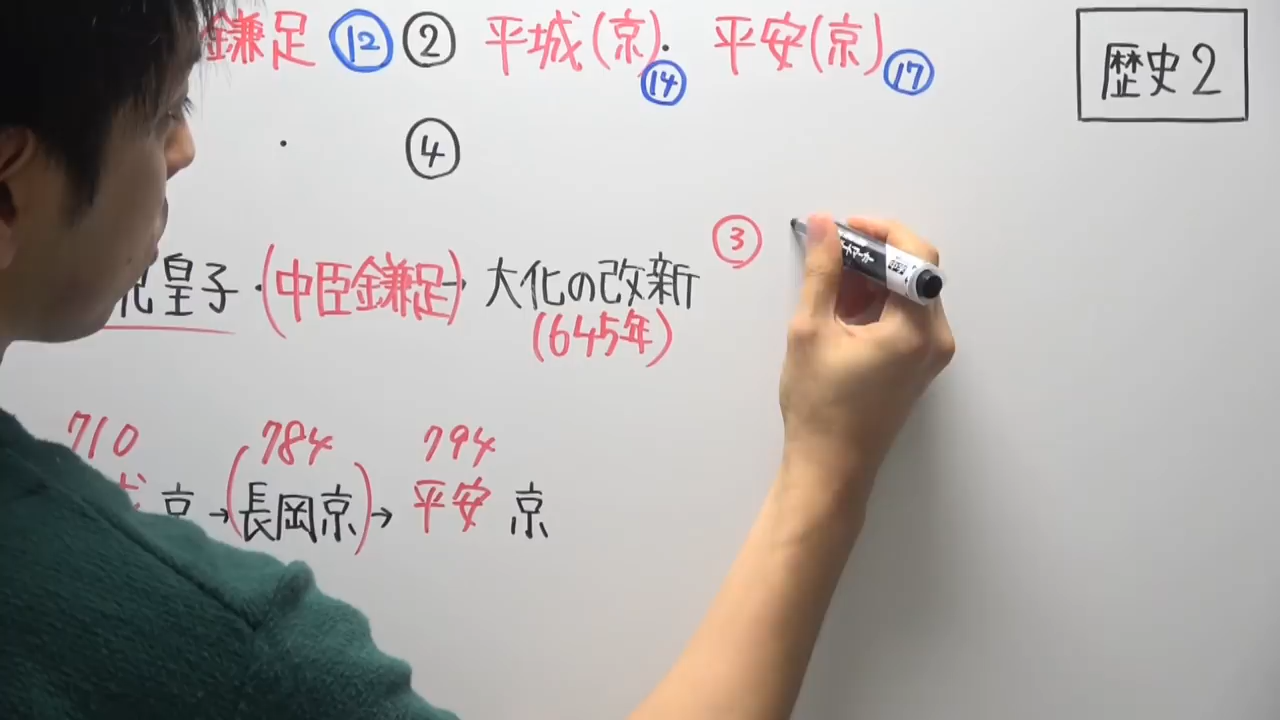 鎌足 ⑫ ② 平城(京)⑭・平安(京)⑰
歴史2
・ ④
皇子・(中臣鎌足)→ 大化の改新
(645年)
③
710 784 794
京→(長岡京)→平安京